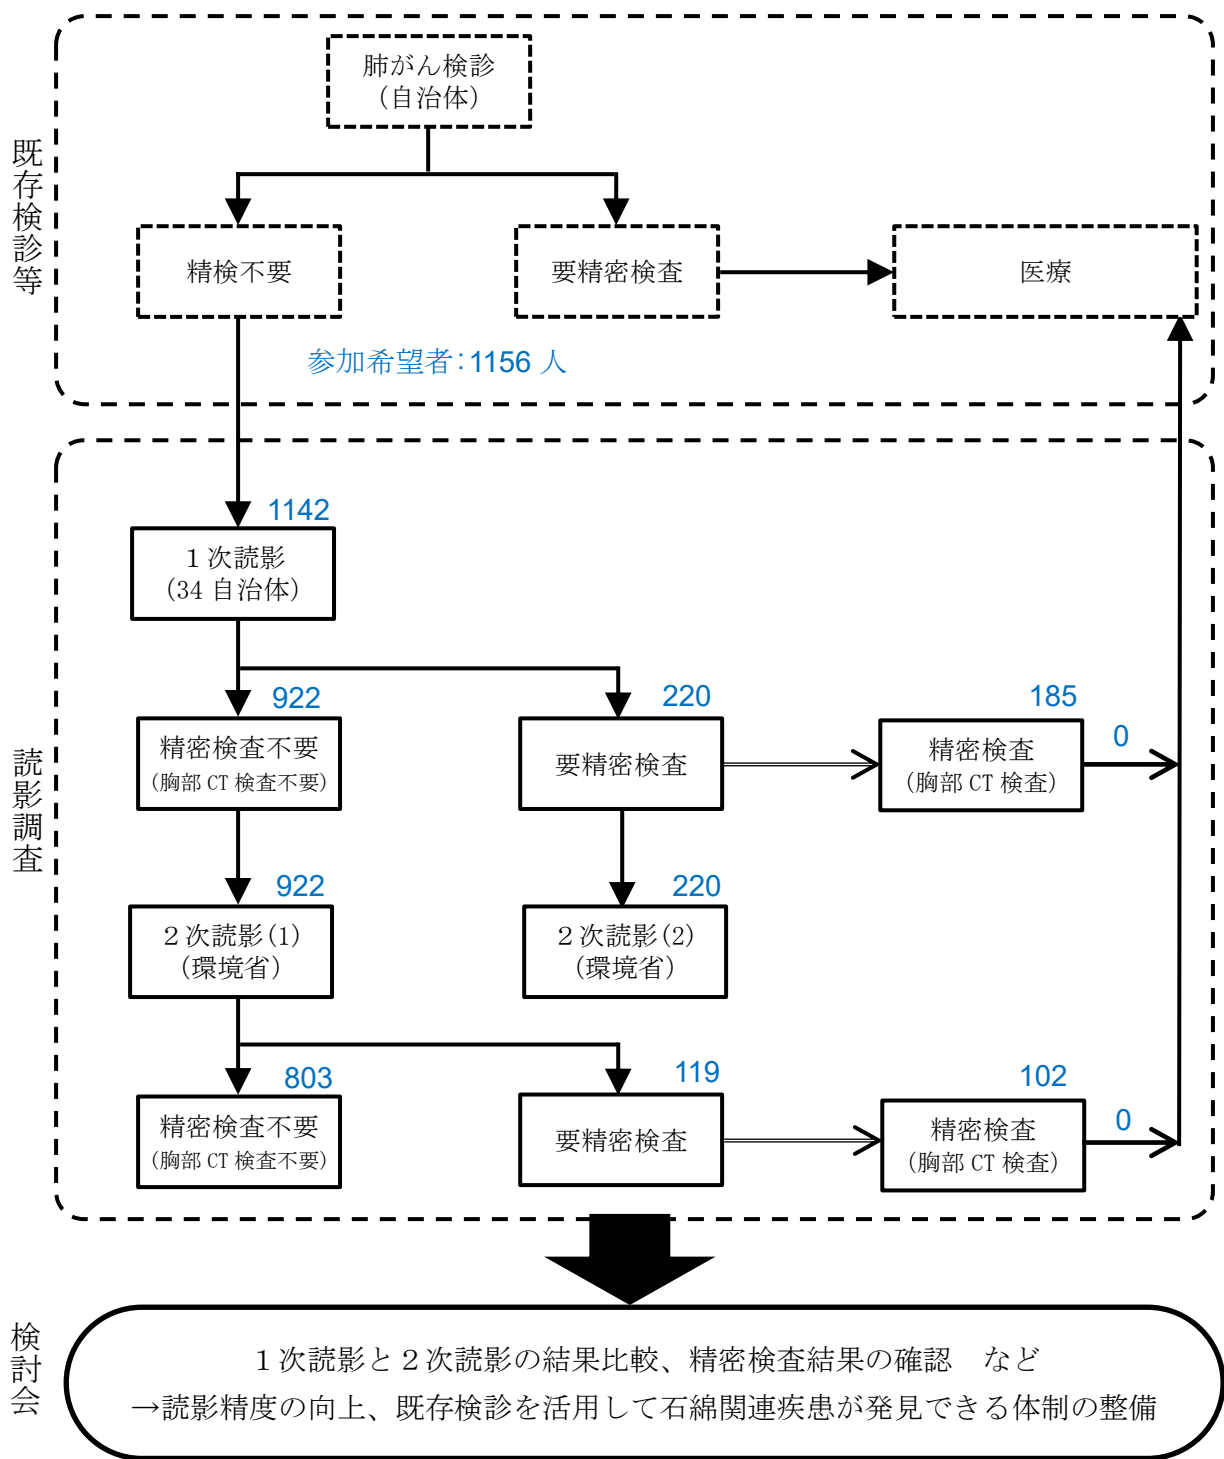 既存検診等
肺がん検診
(自治体)
精検不要
要精密検査
医療
参加希望者：1156 人
読影調査
1142
１次読影
(34 自治体)
922
精密検査不要
(胸部 CT 検査不要)
220
要精密検査
185
精密検査
(胸部 CT 検査)
0
922
２次読影(1)
(環境省)
220
２次読影(2)
(環境省)
803
精密検査不要
(胸部 CT 検査不要)
119
要精密検査
102
精密検査
(胸部 CT 検査)
0
検討会
１次読影と２次読影の結果比較、精密検査結果の確認　など
→読影精度の向上、既存検診を活用して石綿関連疾患が発見できる体制の整備